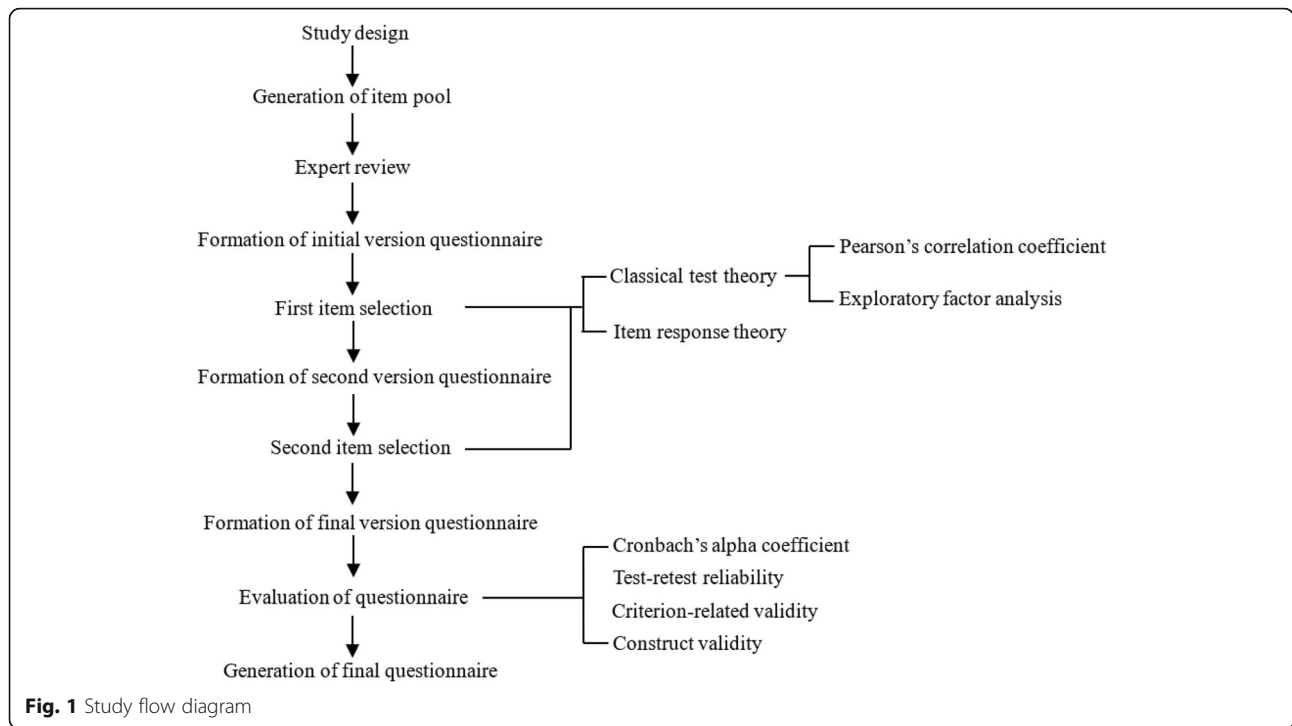 Study design
Generation of item pool
Expert review
Formation of initial version questionnaire
First item selection
Formation of second version questionnaire
Second item selection
Formation of final version questionnaire
Evaluation of questionnaire
Generation of final questionnaire
Classical test theory
Item response theory
Pearson’s correlation coefficient
Exploratory factor analysis
Cronbach’s alpha coefficient
Test-retest reliability
Criterion-related validity
Construct validity
Fig. 1 Study flow diagram